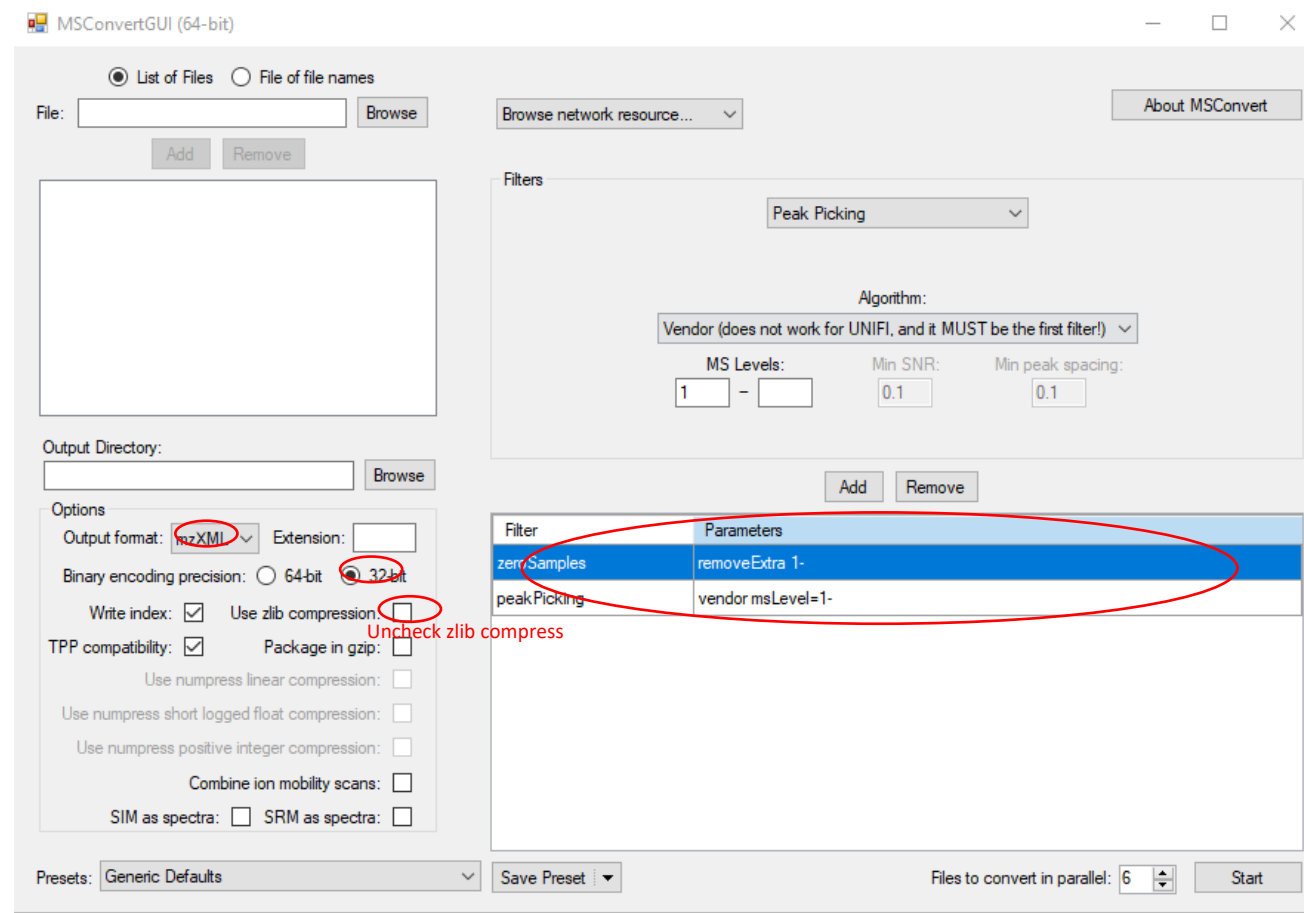 MSConvertGUI (64-bit)
List of Files File of file names
File: Browse
Add Remove
Browse network resource...
About MSConvert
Filters
Peak Picking
Algorithm:
Vendor (does not work for UNIFI, and it MUST be the first filter!)
MS Levels: Min SNR: Min peak spacing:
1 - 0.1 0.1
Output Directory:
Browse
Add Remove
Options
Output format: mzXML Extension:
Binary encoding precision: 64-bit 32-bit
Write index: Use zlib compression:
Uncheck zlib compress
TPP compatibility: Package in gzip:
Use numpress linear compression:
Use numpress short logged float compression:
Use numpress positive integer compression:
Combine ion mobility scans:
SIM as spectra: SRM as spectra:
Filter Parameters
zeroSamples removeExtra 1-
peakPicking vendor msLevel=1-
Presets: Generic Defaults
Save Preset
Files to convert in parallel: 6
Start